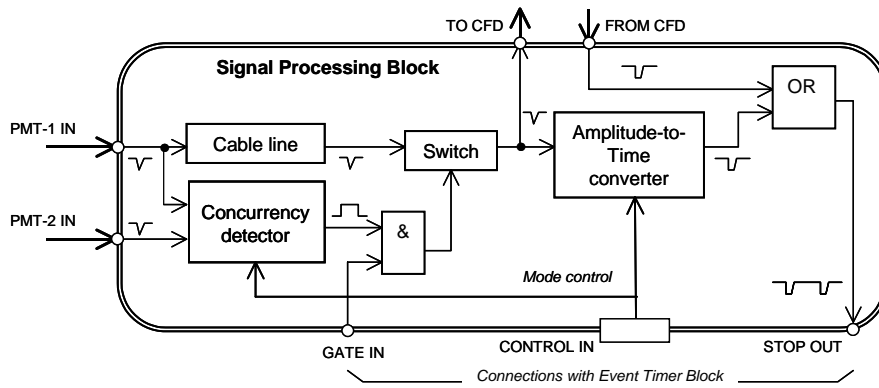 TO CFD
FROM CFD
Signal Processing Block
OR
PMT-1 IN
Cable line
Switch
Amplitude-to-
Time
converter
PMT-2 IN
Concurrency
detector
&
Mode control
GATE IN
CONTROL IN
STOP OUT
Connections with Event Timer Block